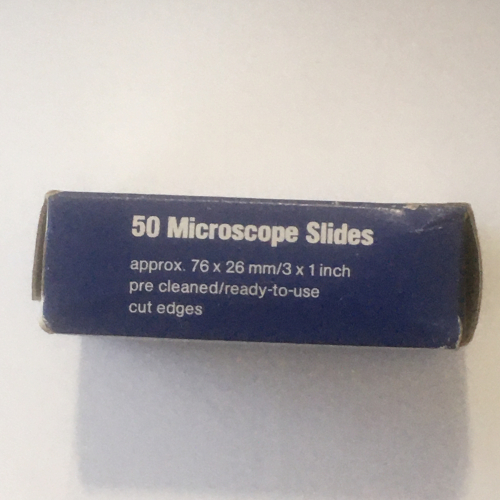 50 Microscope Slides
approx. 76 x 26 mm/3 x 1 inch
pre cleaned/ready-to-use
cut edges